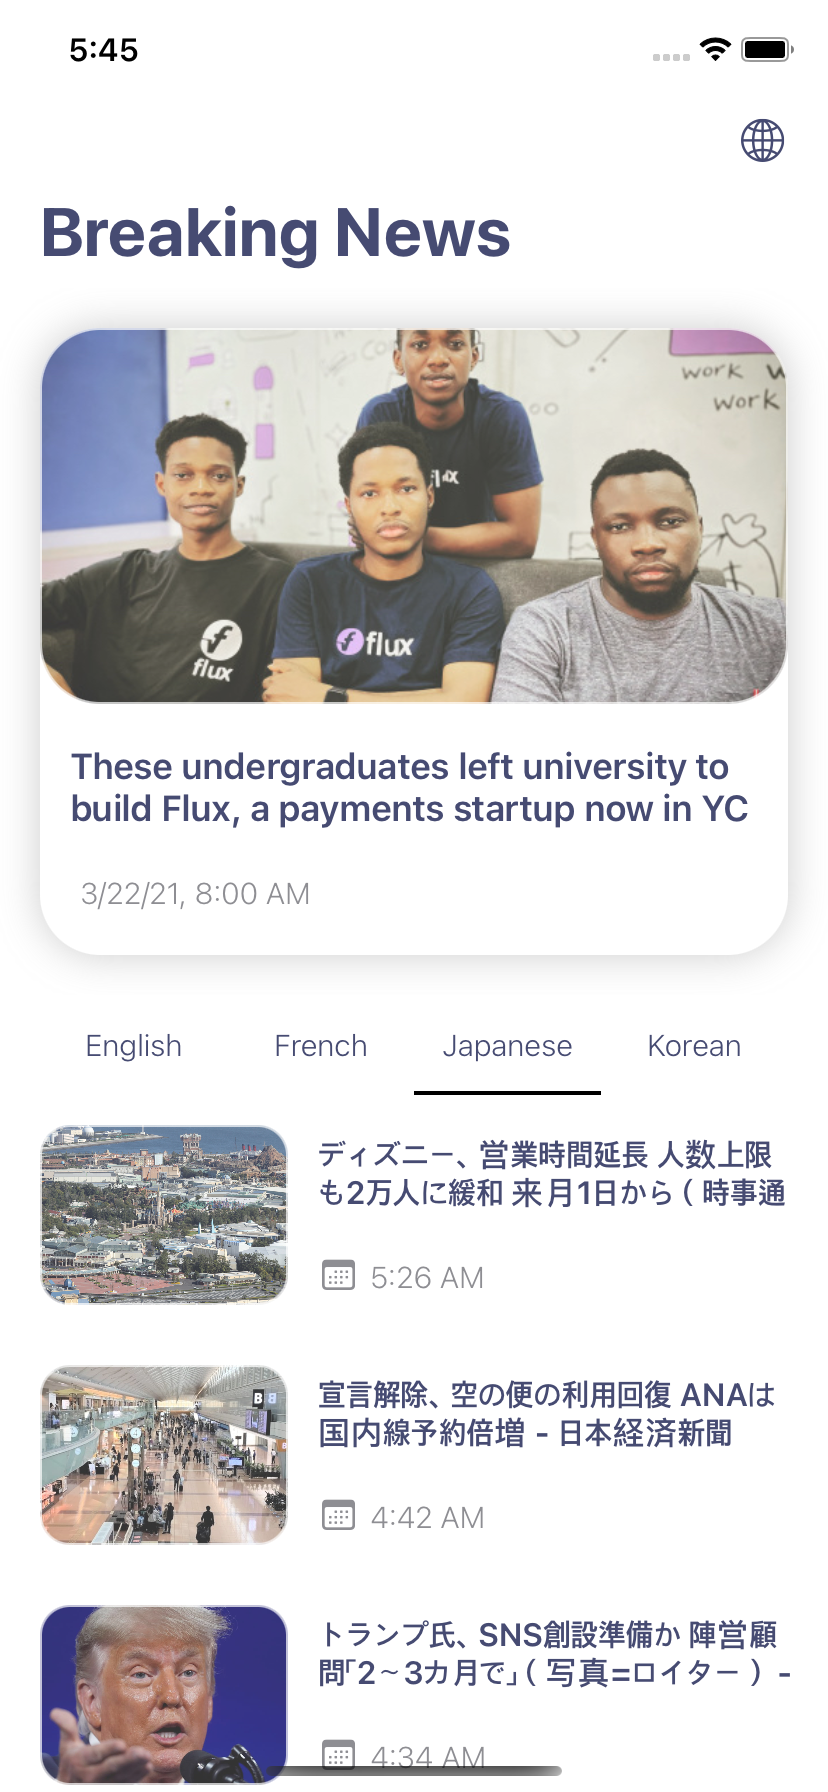 5:45
Breaking News
work
work
flux
flux
flux
These undergraduates left university to
build Flux, a payments startup now in YC
3/22/21, 8:00 AM
English French Japanese Korean
ディズニー、営業時間延長 人数上限
も2万人に緩和 来月1日から ( 時事通
5:26 AM
B B
宣言解除、空の便の利用回復 ANAは
国内線予約倍増 - 日本経済新聞
4:42 AM
トランプ氏、SNS創設準備か 陣営顧
問「2～3カ月で」( 写真=ロイター ) -
4:34 AM